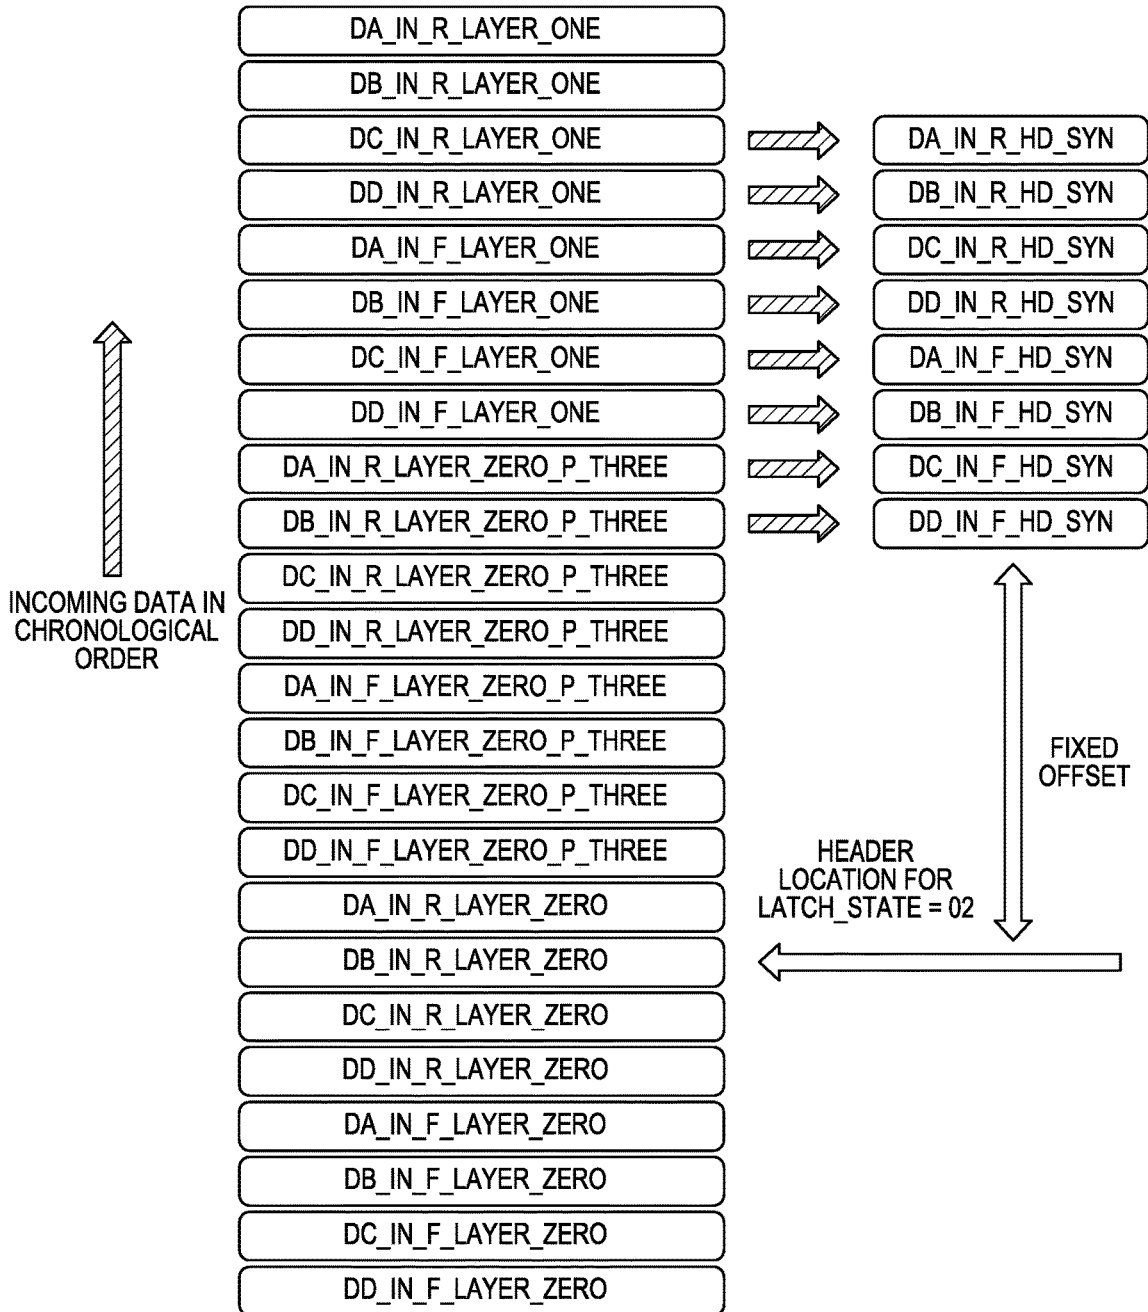 DA_IN_R_LAYER_ONE
DB_IN_R_LAYER_ONE
DC_IN_R_LAYER_ONE
DA_IN_R_HD_SYN
DD_IN_R_LAYER_ONE
DB_IN_R_HD_SYN
DA_IN_F_LAYER_ONE
DC_IN_R_HD_SYN
DB_IN_F_LAYER_ONE
DD_IN_R_HD_SYN
DC_IN_F_LAYER_ONE
DA_IN_F_HD_SYN
DD_IN_F_LAYER_ONE
DB_IN_F_HD_SYN
DA_IN_R_LAYER_ZERO_P_THREE
DC_IN_F_HD_SYN
DB_IN_R_LAYER_ZERO_P_THREE
DD_IN_F_HD_SYN
DC_IN_R_LAYER_ZERO_P_THREE
INCOMING DATA IN
CHRONOLOGICAL
ORDER
DD_IN_R_LAYER_ZERO_P_THREE
DA_IN_F_LAYER_ZERO_P_THREE
DB_IN_F_LAYER_ZERO_P_THREE
FIXED
OFFSET
DC_IN_F_LAYER_ZERO_P_THREE
DD_IN_F_LAYER_ZERO_P_THREE
HEADER
LOCATION FOR
LATCH_STATE = 02
DA_IN_R_LAYER_ZERO
DB_IN_R_LAYER_ZERO
DC_IN_R_LAYER_ZERO
DD_IN_R_LAYER_ZERO
DA_IN_F_LAYER_ZERO
DB_IN_F_LAYER_ZERO
DC_IN_F_LAYER_ZERO
DD_IN_F_LAYER_ZERO